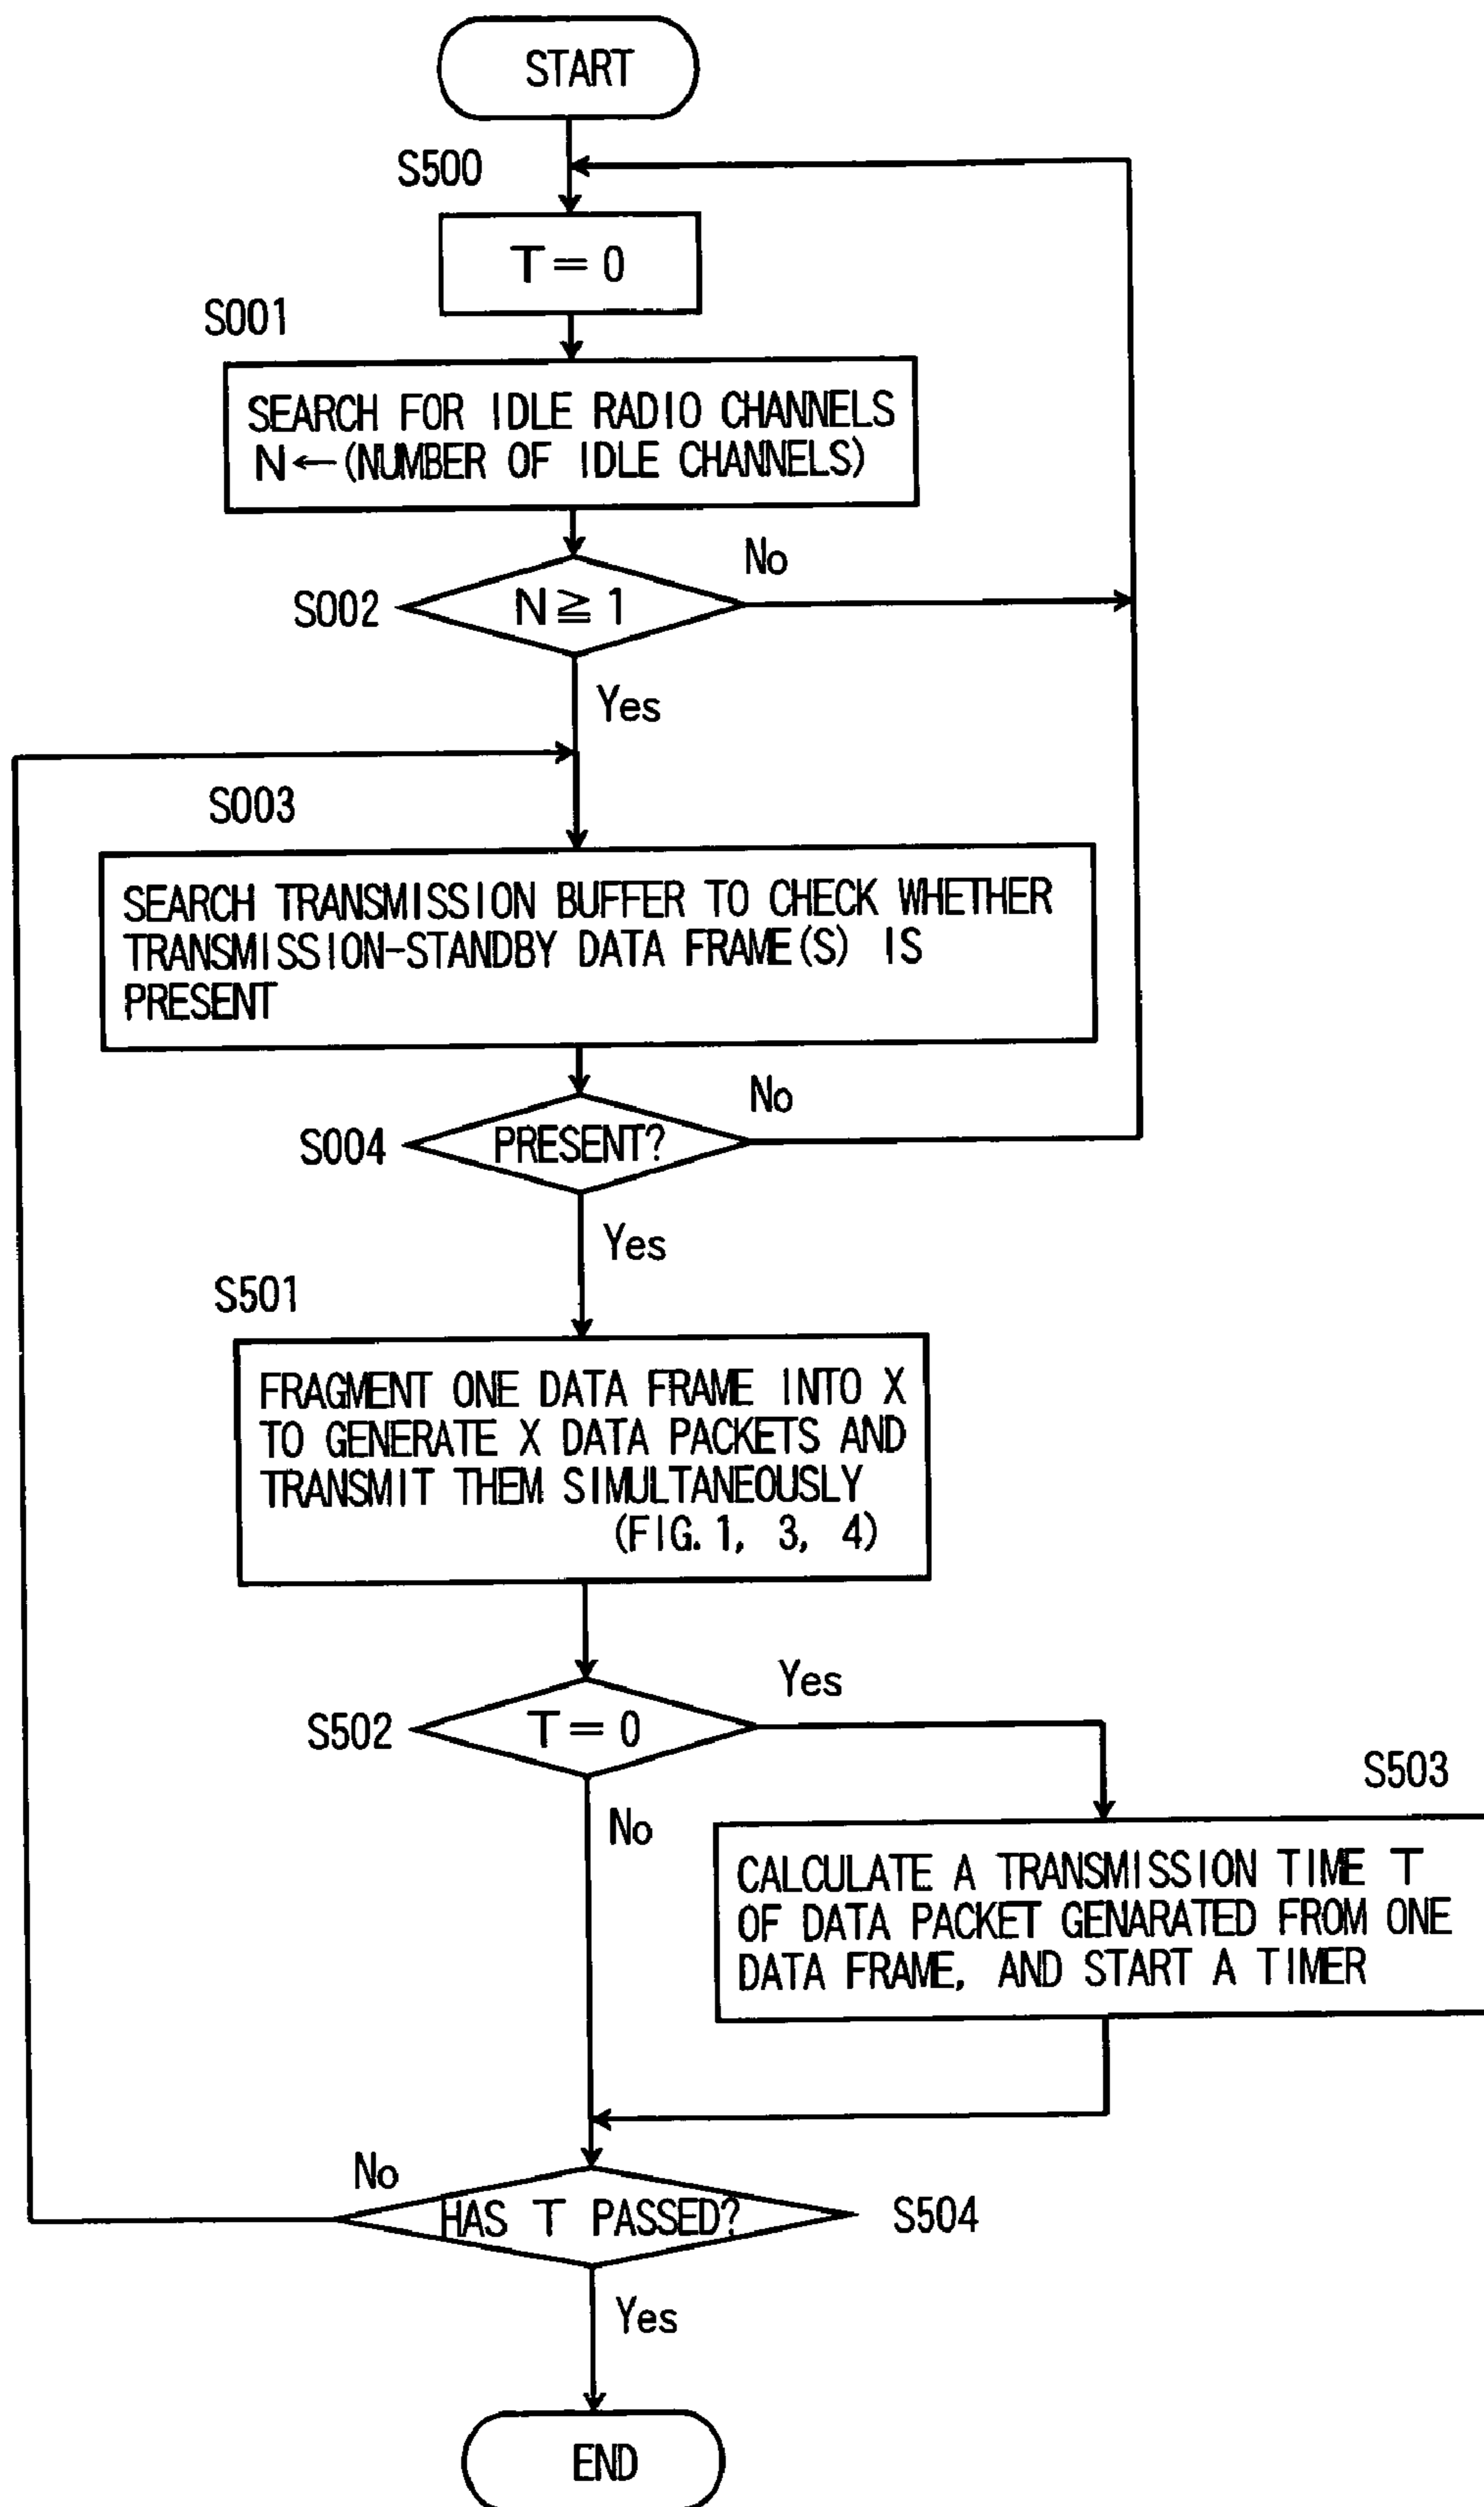 START
S500
T=0
S001
SEARCH FOR IDLE RADIO CHANNELS
N←(NUMBER OF IDLE CHANNELS)
No
S002
N≧1
Yes
S003
SEARCH TRANSMISSION BUFFER TO CHECK WHETHER
TRANSMISSION-STANDBY DATA FRAME(S) IS
PRESENT
No
S004
PRESENT?
Yes
S501
FRAGMENT ONE DATA FRAME INTO X
TO GENERATE X DATA PACKETS AND
TRANSMIT THEM SIMULTANEOUSLY
(FIG. 1, 3, 4)
Yes
S502
T=0
S503
No
CALCULATE A TRANSMISSION TIME T
OF DATA PACKET GENARATED FROM ONE
DATA FRAME, AND START A TIMER
No
HAS T PASSED?
S504
Yes
END